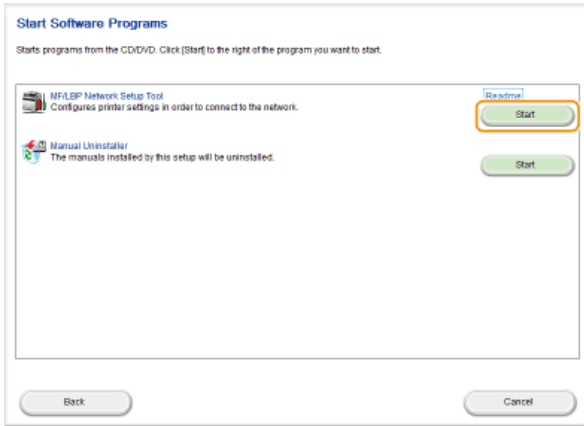 Start Software Programs
Starts programs from the CD/DVD. Click [Start] to the right of the program you want to start.
MF/LBP Network Setup Tool
Readme
Configures printer settings in order to connect to the network.
Start
Manual Uninstaller
The manuals installed by this setup will be uninstalled.
Start
Back
Cancel